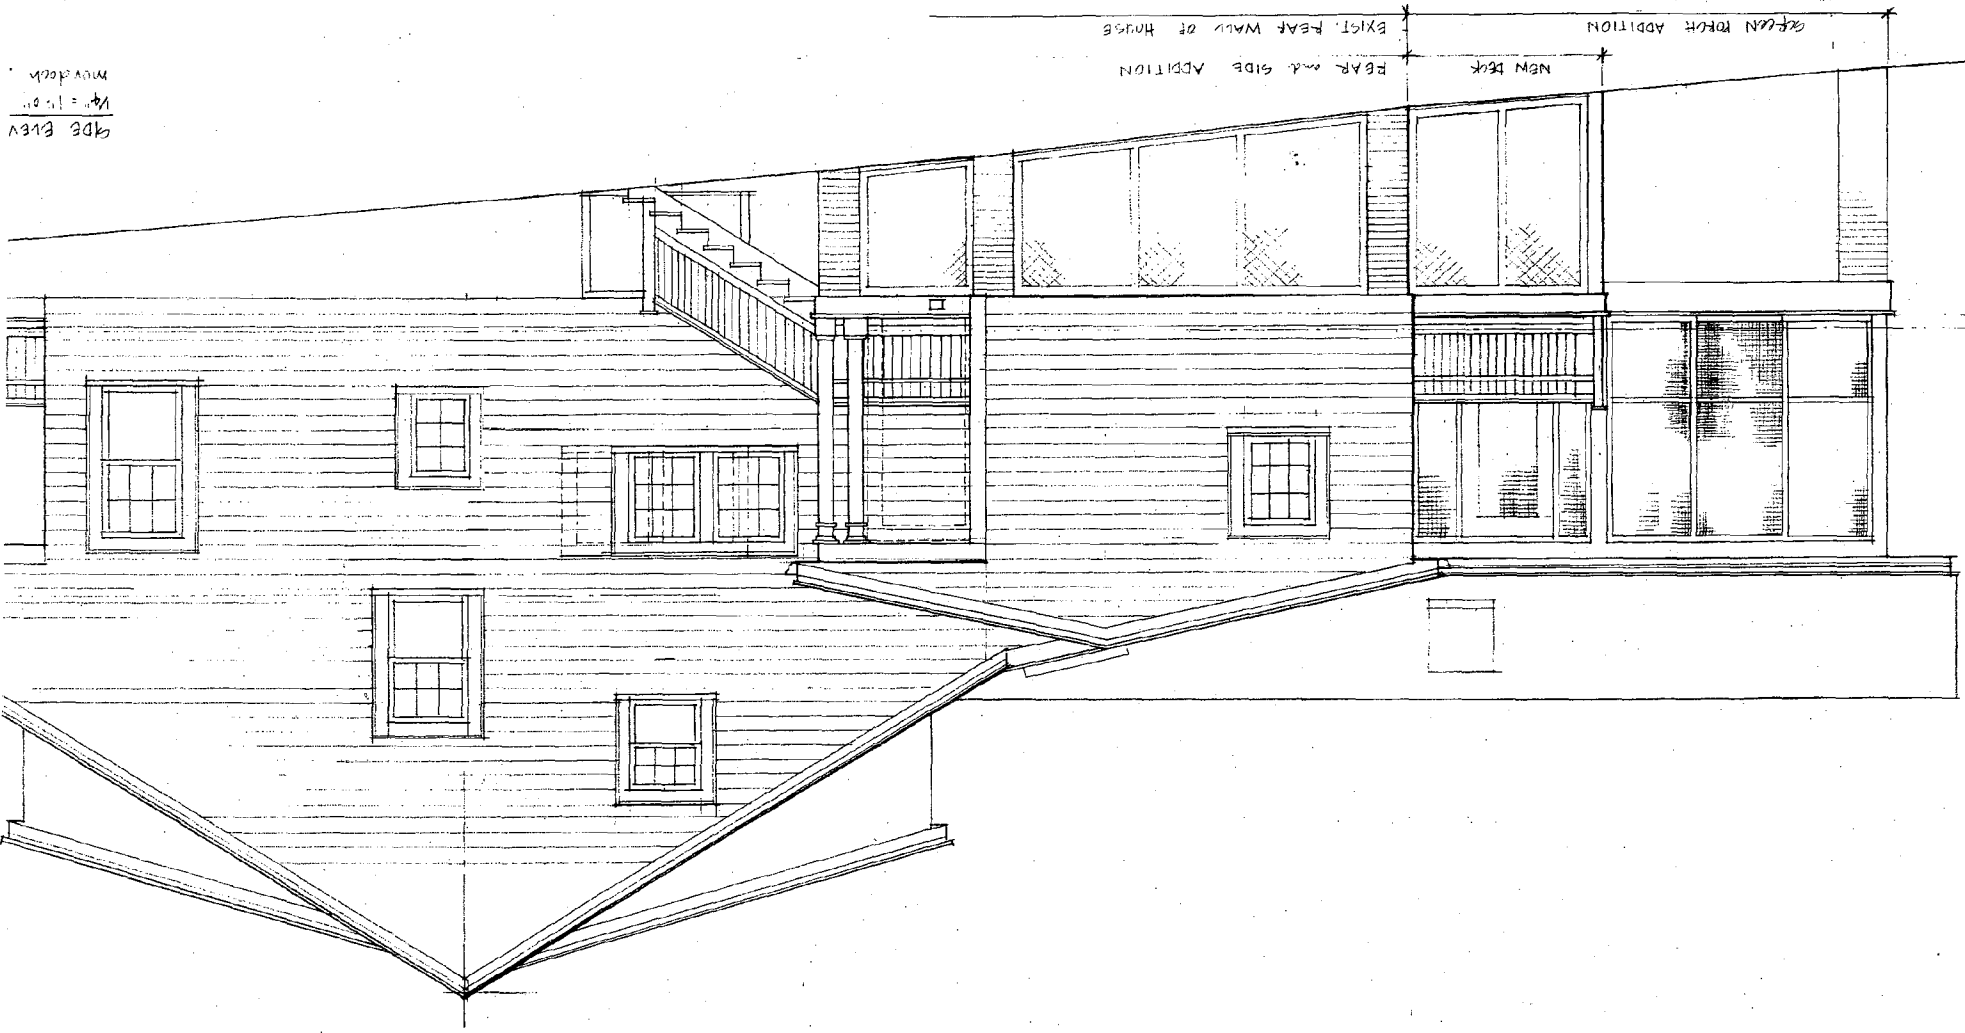 SIDE ELEV
1/4" = 1'-0"
murdoch
NEW DECK
REAR and SIDE ADDITION
SCREEN PORCH ADDITION
EXIST. REAR WALL OF HOUSE